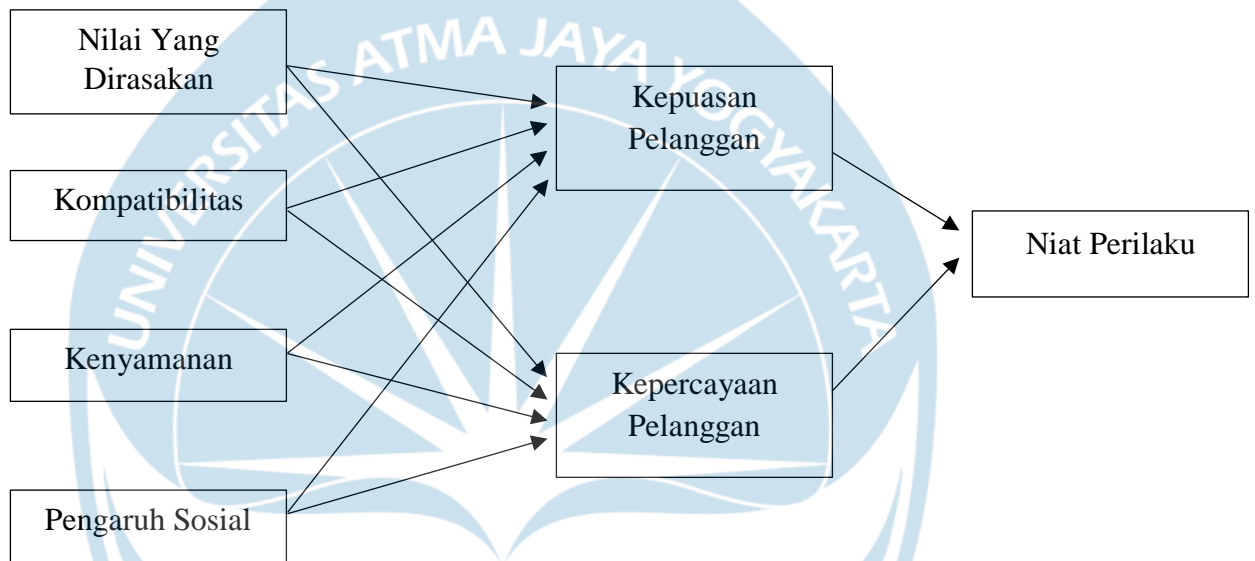 UNIVERSITAS ATMA JAYA YOGYAKARTA
Nilai Yang
Dirasakan
Kompatibilitas
Kenyamanan
Pengaruh Sosial
Kepuasan
Pelanggan
Kepercayaan
Pelanggan
Niat Perilaku